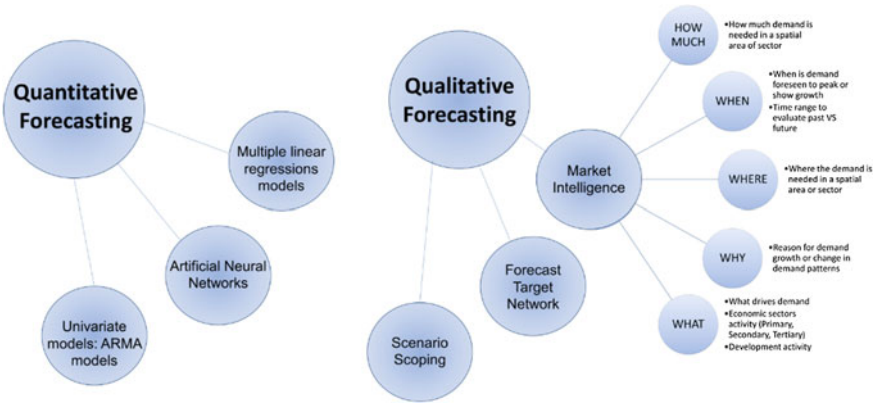 Quantitative
Forecasting
Multiple linear
regressions
models
Artificial Neural
Networks
Univariate
models: ARMA
models
Qualitative
Forecasting
Market
Intelligence
Forecast
Target
Network
Scenario
Scoping
HOW
MUCH
•How much demand is
needed in a spatial
area of sector
WHEN
•When is demand
foreseen to peak or
show growth
•Time range to
evaluate past VS
future
WHERE
•Where the demand is
needed in a spatial
area or sector
WHY
•Reason for demand
growth or change in
demand patterns
WHAT
•What drives demand
•Economic sectors
activity (Primary,
Secondary, Tertiary)
•Development activity